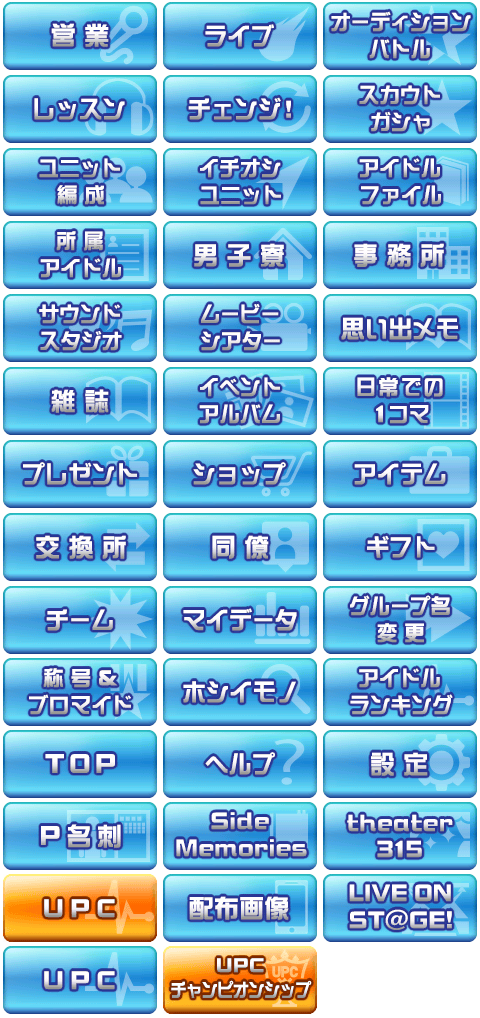 営業
ライブ
オーディション
バトル
レッスン
チェンジ!
スカウト
ガシャ
ユニット
編成
イチオシ
ユニット
アイドル
ファイル
所属
アイドル
男子寮
事務所
サウンド
スタジオ
ムービー
シアター
思い出メモ
雑誌
イベント
アルバム
日常での
1コマ
プレゼント
ショップ
アイテム
交換所
同僚
ギフト
チーム
マイデータ
グループ名
変更
称号&
ブロマイド
ホシイモノ
アイドル
ランキング
TOP
ヘルプ
設定
P名刺
Side
Memories
theater
315
UPC
配布画像
LIVE ON
ST@GE!
UPC
UPC
チャンピオンシップ
UPC